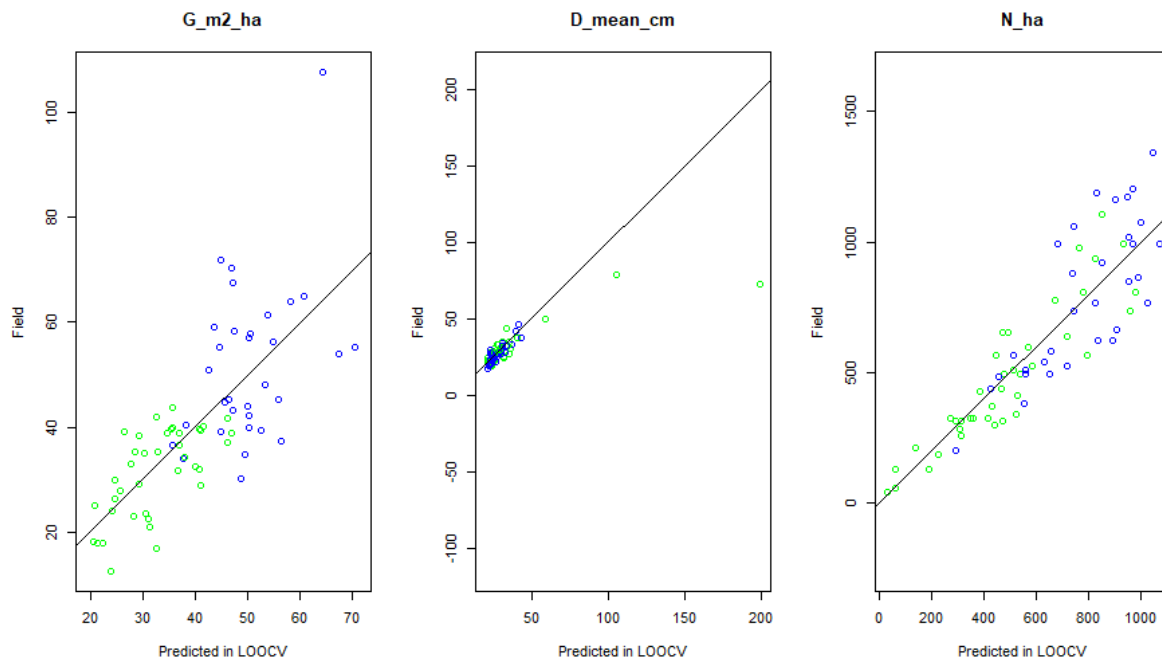 G_m2_ha
D_mean_cm
N_ha
Field
100
80
60
40
20
20 30 40 50 60 70
Predicted in LOOCV
Field
200
150
100
50
0
-50
-100
50 100 150 200
Predicted in LOOCV
Field
1500
1000
500
0
0 200 400 600 800 1000
Predicted in LOOCV